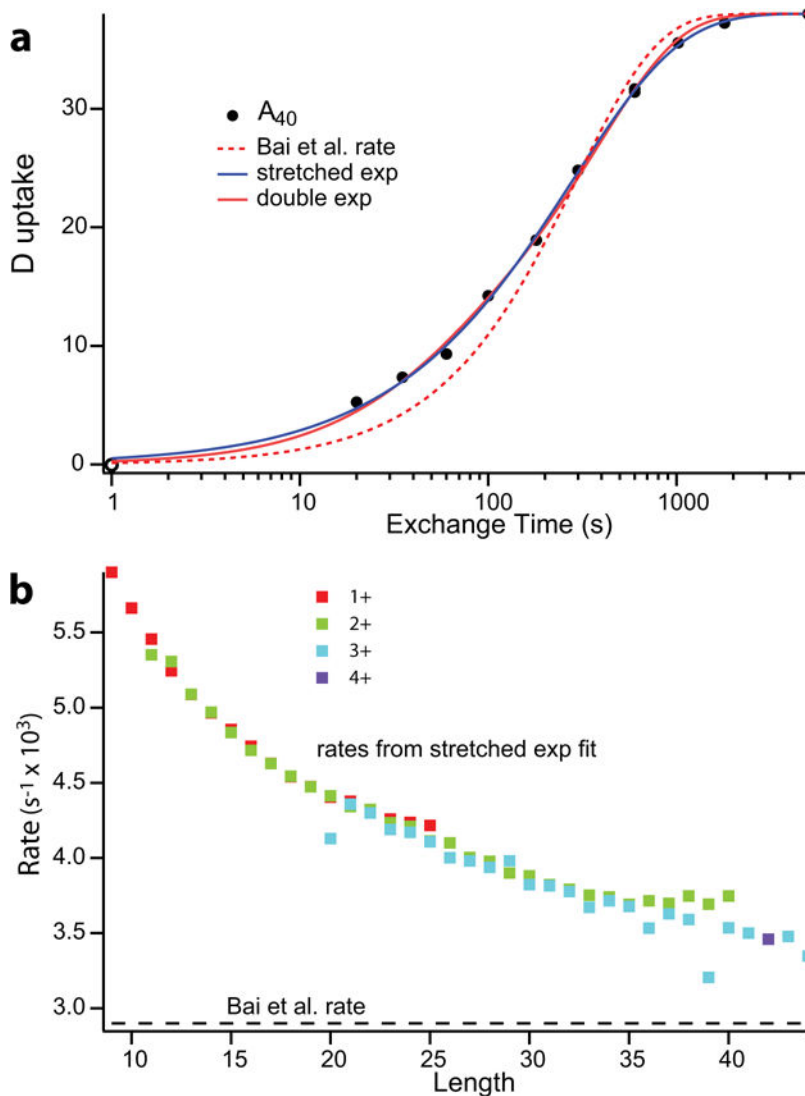 a
A40
Bai et al. rate
stretched exp
double exp
D uptake
30
20
10
0
1
10
100
1000
Exchange Time (s)
b
1+
2+
3+
4+
rates from stretched exp fit
Bai et al. rate
Rate (s-1 x 103)
5.5
5.0
4.5
4.0
3.5
3.0
10
15
20
25
30
35
40
Length